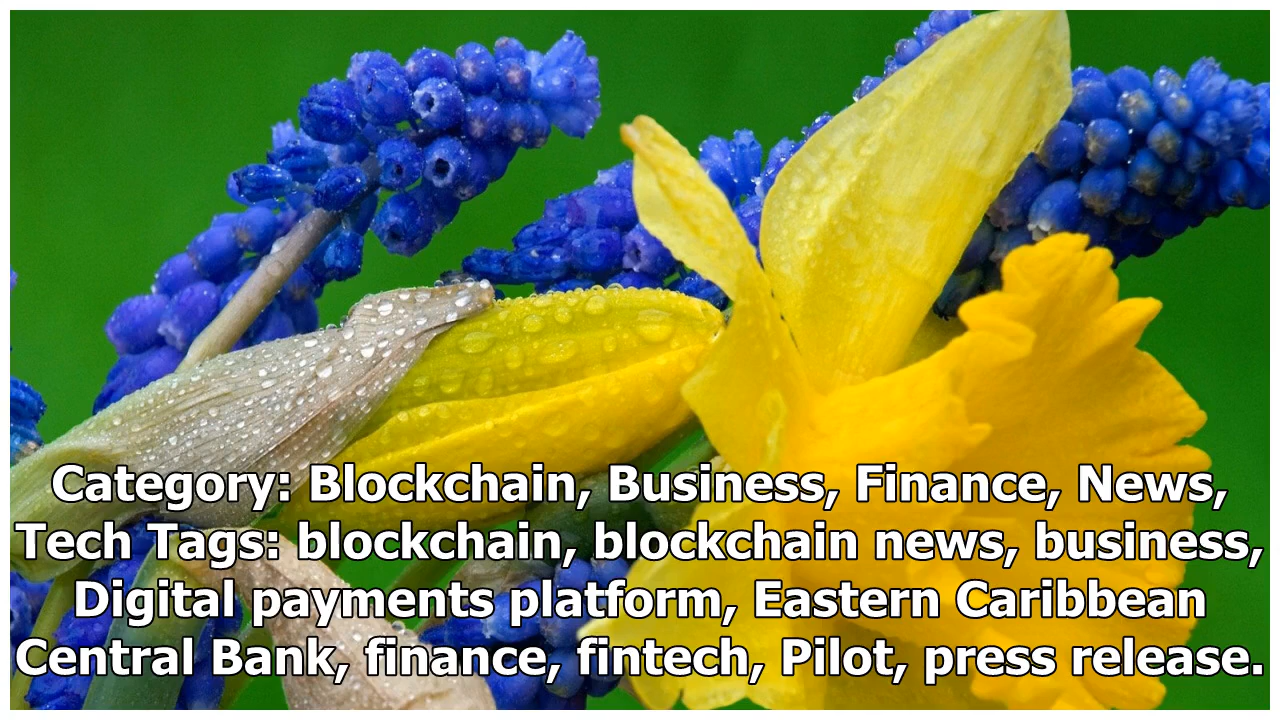 Category: Blockchain, Business, Finance, News,
Tech Tags: blockchain, blockchain news, business,
Digital payments platform, Eastern Caribbean
Central Bank, finance, fintech, Pilot, press release.